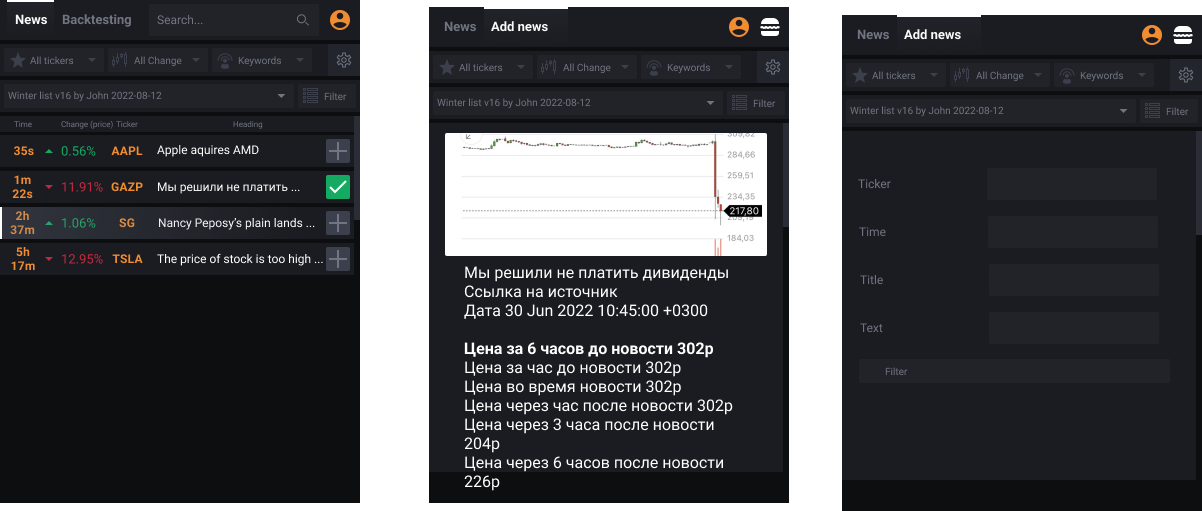 News Backtesting Search...
All tickers All Change Keywords
Winter list v16 by John 2022-08-12 Filter
Time Change (price) Ticker Heading
35s 0.56% AAPL Apple aquires AMD
1m 22s 11.91% GAZP Мы решили не платить ...
2h 37m 1.06% SG Nancy Peposy's plain lands ...
5h 17m 12.95% TSLA The price of stock is too high ...
News Add news
All tickers All Change Keywords
Winter list v16 by John 2022-08-12 Filter
309,82
284,66
259,51
234,35
217,80
209,19
184,03
Мы решили не платить дивиденды
Ссылка на источник
Дата 30 Jun 2022 10:45:00 +0300
Цена за 6 часов до новости 302р
Цена за час до новости 302р
Цена во время новости 302р
Цена через час после новости 302р
Цена через 3 часа после новости
204р
Цена через 6 часов после новости
226р
News Add news
All tickers All Change Keywords
Winter list v16 by John 2022-08-12 Filter
Ticker
Time
Title
Text
Filter